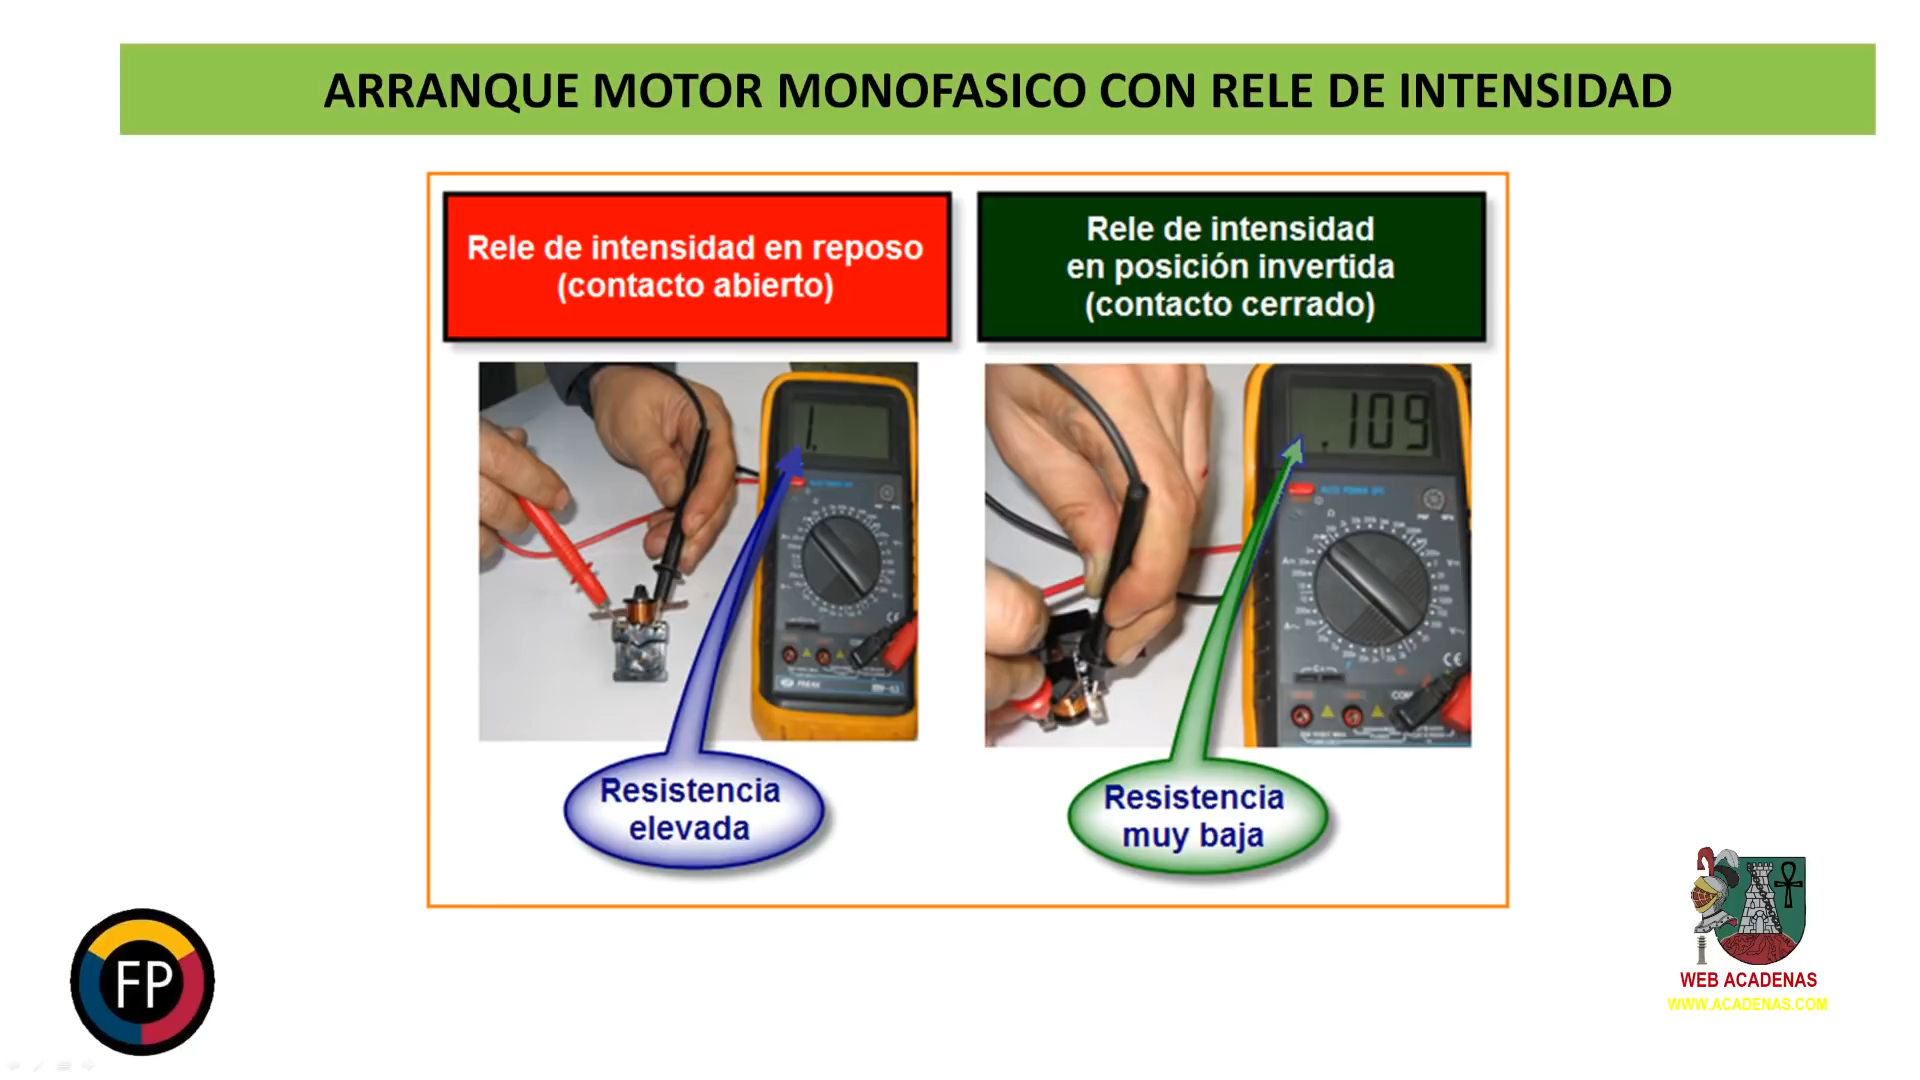 ARRANQUE MOTOR MONOFASICO CON RELE DE INTENSIDAD
Rele de intensidad en reposo
(contacto abierto)
Rele de intensidad
en posición invertida
(contacto cerrado)
1.
.109
Resistencia
elevada
Resistencia
muy baja
FP
WEB ACADENAS
WWW.ACADENAS.COM